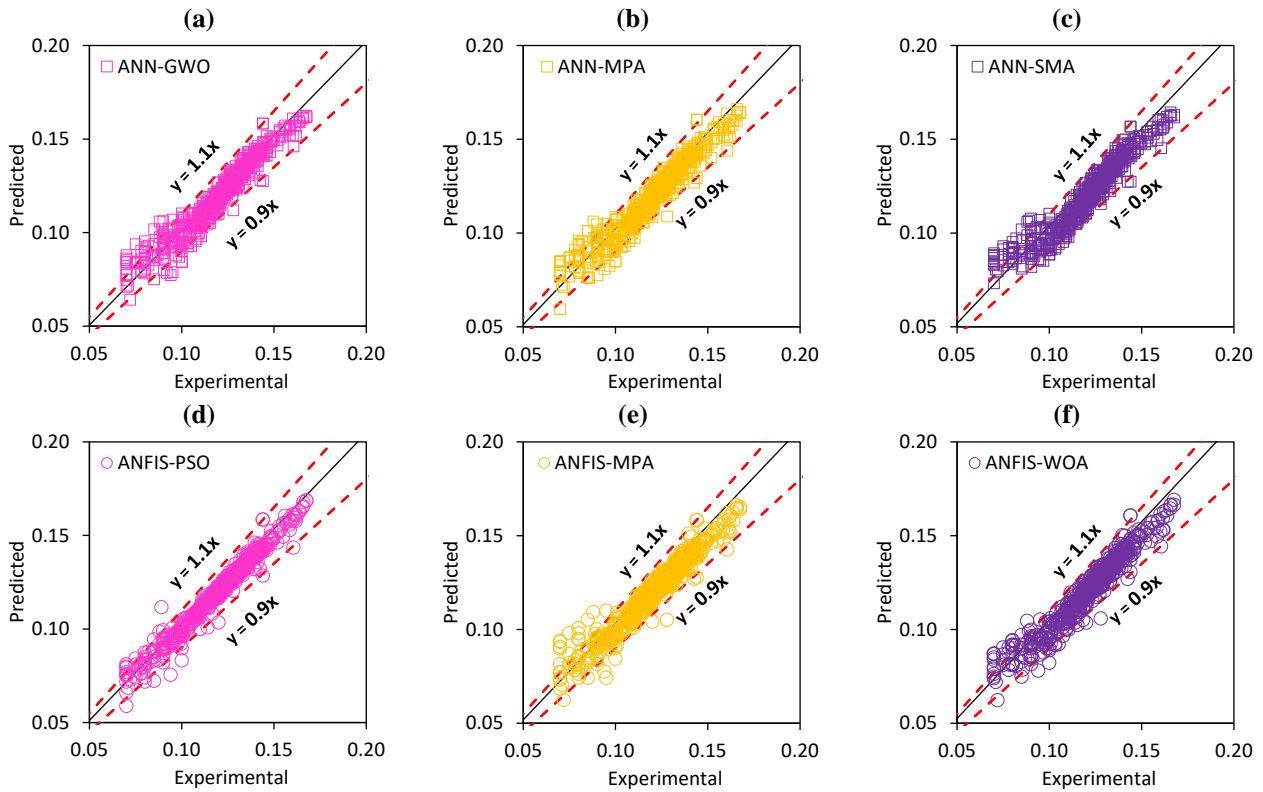 (a)
0.20
ANN-GWO
0.15
y = 1.1x
Predicted
0.10
y = 0.9x
0.05
0.05 0.10 0.15 0.20
Experimental
(b)
0.20
ANN-MPA
0.15
y = 1.1x
Predicted
0.10
y = 0.9x
0.05
0.05 0.10 0.15 0.20
Experimental
(c)
0.20
ANN-SMA
0.15
y = 1.1x
Predicted
0.10
y = 0.9x
0.05
0.05 0.10 0.15 0.20
Experimental
(d)
0.20
ANFIS-PSO
0.15
y = 1.1x
Predicted
0.10
y = 0.9x
0.05
0.05 0.10 0.15 0.20
Experimental
(e)
0.20
ANFIS-MPA
0.15
y = 1.1x
Predicted
0.10
y = 0.9x
0.05
0.05 0.10 0.15 0.20
Experimental
(f)
0.20
ANFIS-WOA
0.15
y = 1.1x
Predicted
0.10
y = 0.9x
0.05
0.05 0.10 0.15 0.20
Experimental